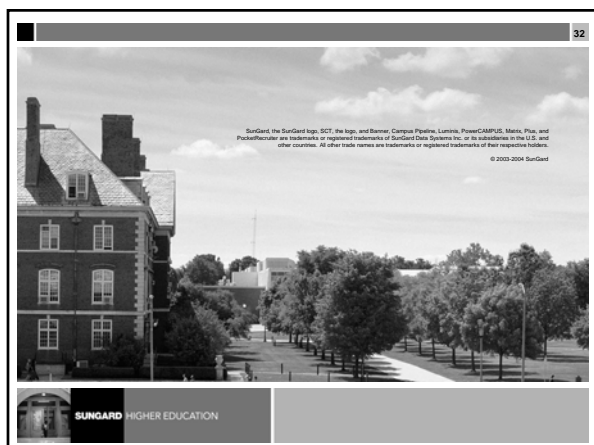 32
SunGard, the SunGard logo, SCT, the logo, and Banner, Campus Pipeline, Luminis, PowerCAMPUS, Matrix, Plus, and
PocketRecruiter are trademarks or registered trademarks of SunGard Data Systems Inc. or its subsidiaries in the U.S. and
other countries. All other trade names are trademarks or registered trademarks of their respective holders.
© 2003-2004 SunGard
SUNGARD HIGHER EDUCATION